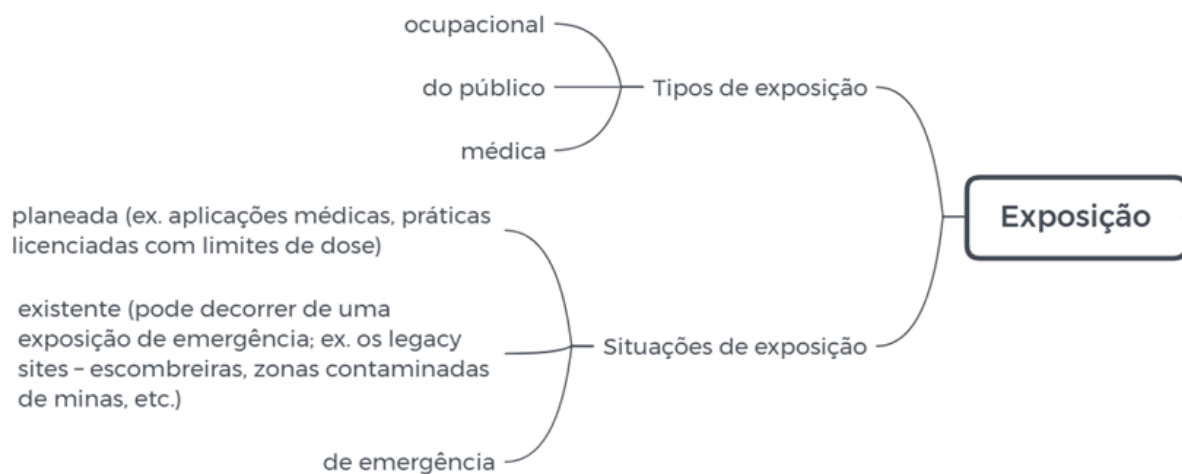 ocupacional
do público
médica
Tipos de exposição
Exposição
planeada (ex. aplicações médicas, práticas
licenciadas com limites de dose)
existente (pode decorrer de uma
exposição de emergência; ex. os legacy
sites – escombreiras, zonas contaminadas
de minas, etc.)
Situações de exposição
de emergência